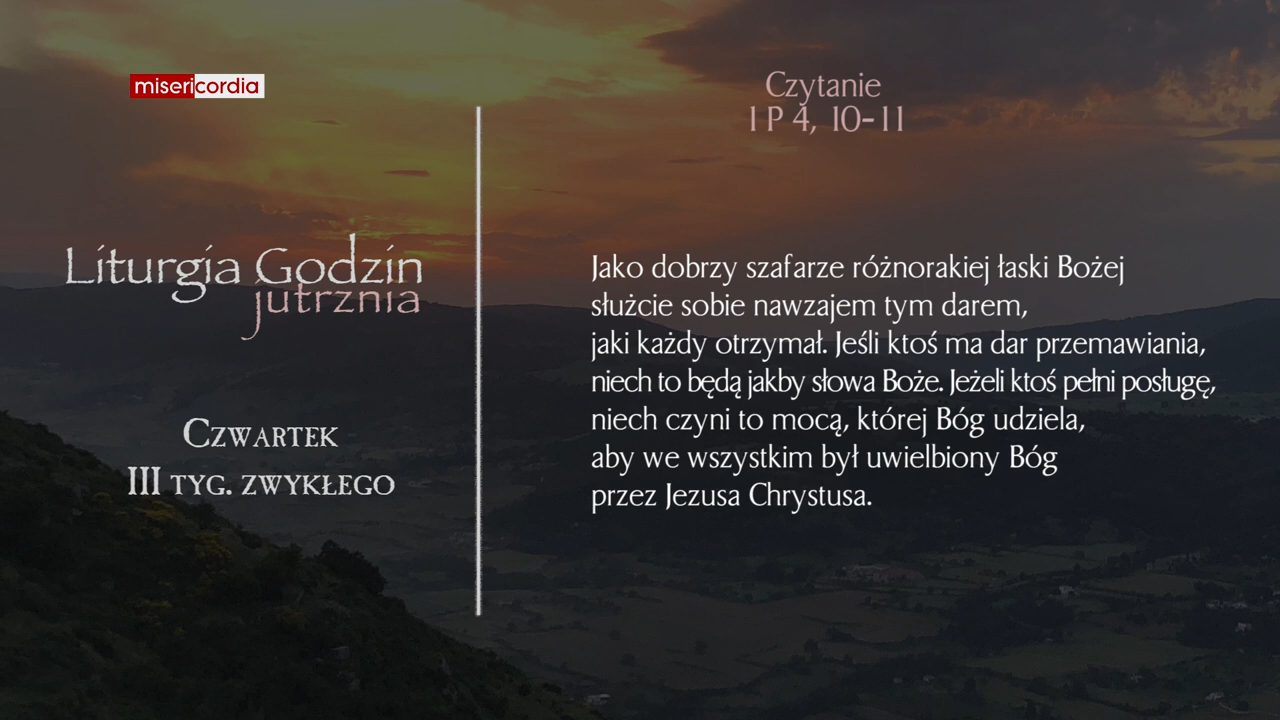 misericordia
Liturgia Godzin
jutrznia
Czwartek
III tyg. zwykłego
Czytanie
1 P 4, 10-11
Jako dobrzy szafarze różnorakiej łaski Bożej
służcie sobie nawzajem tym darem,
jaki każdy otrzymał. Jeśli ktoś ma dar przemawiania,
niech to będą jakby słowa Boże. Jeżeli ktoś pełni posługę,
niech czyni to mocą, której Bóg udziela,
aby we wszystkim był uwielbiony Bóg
przez Jezusa Chrystusa.